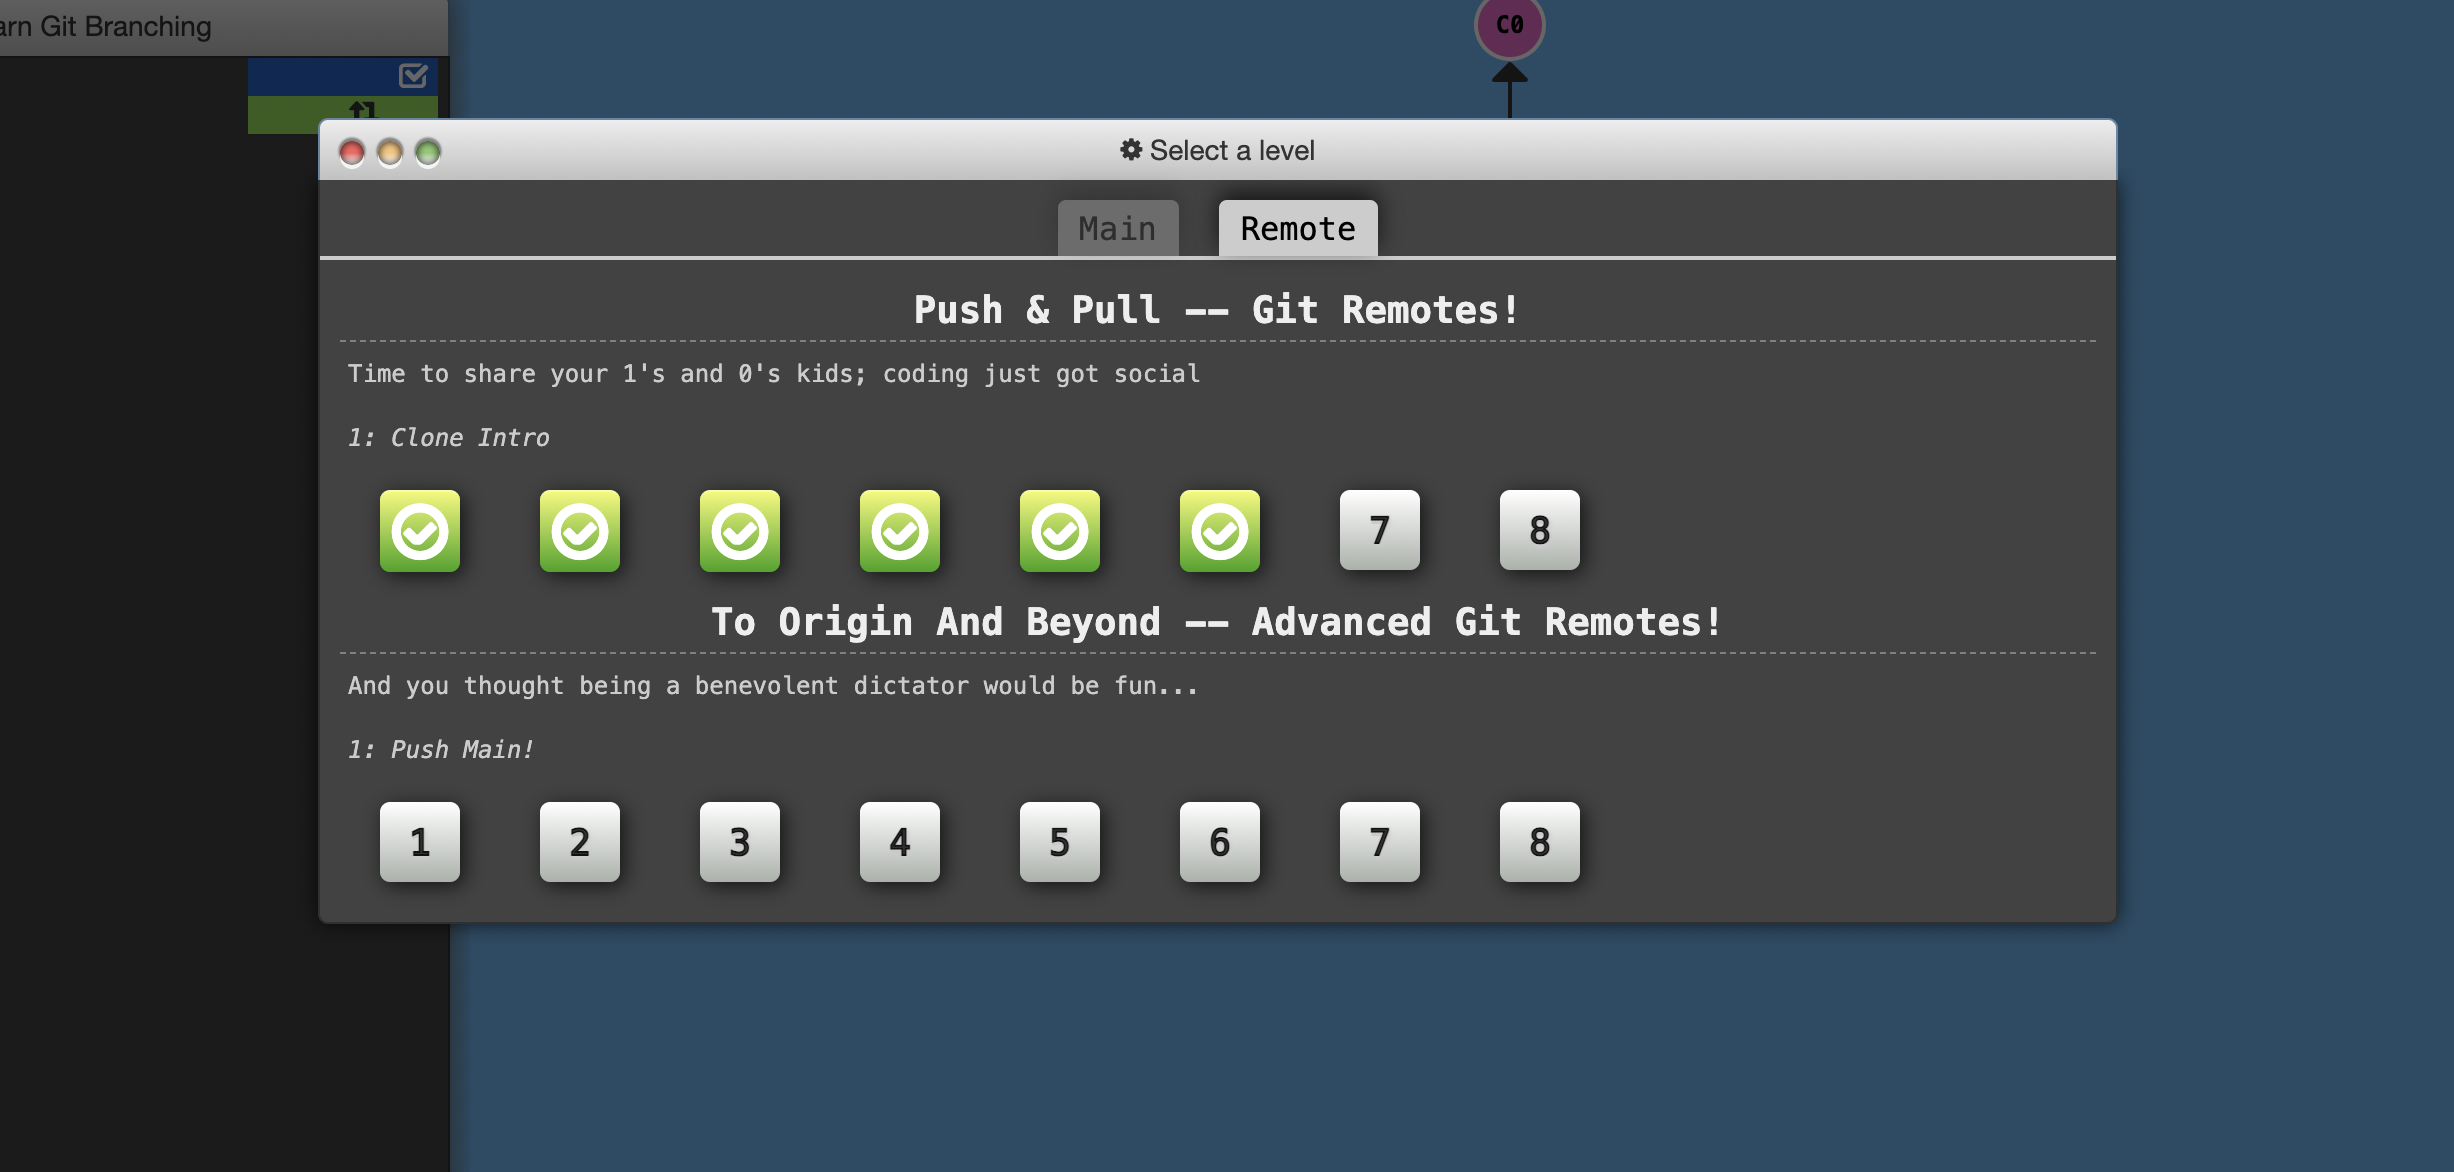 arn Git Branching
C0
Select a level
Main
Remote
Push & Pull -- Git Remotes!
Time to share your 1's and 0's kids; coding just got social
1: Clone Intro
7
8
To Origin And Beyond -- Advanced Git Remotes!
And you thought being a benevolent dictator would be fun...
1: Push Main!
1
2
3
4
5
6
7
8